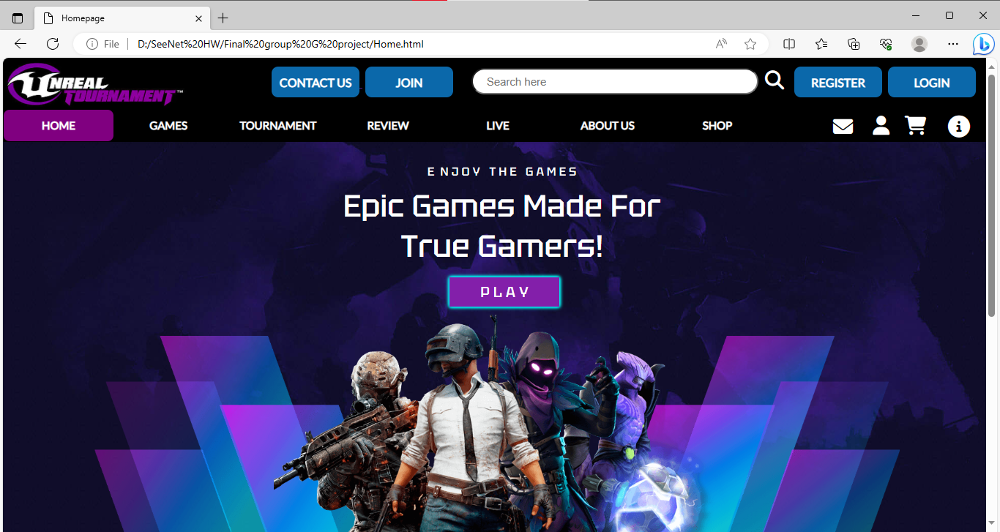 Homepage
File
D:/SeeNet%20HW/Final%20group%20G%20project/Home.html
UNREAL
TOURNAMENT™
CONTACT US
JOIN
Search here
REGISTER
LOGIN
HOME
GAMES
TOURNAMENT
REVIEW
LIVE
ABOUT US
SHOP
ENJOY THE GAMES
Epic Games Made For
True Gamers!
PLAY